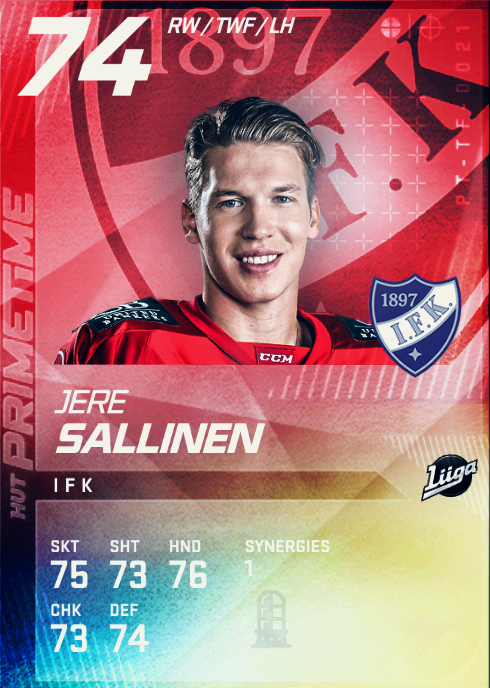 74
RW / TWF / LH
1897
I.F.K.
HUT PRIMETIME
1897
I.F.K.
CCM
JERE
SALLINEN
IFK
Liiga
SKT SHT HND SYNERGIES
75 73 76 1
CHK DEF
73 74